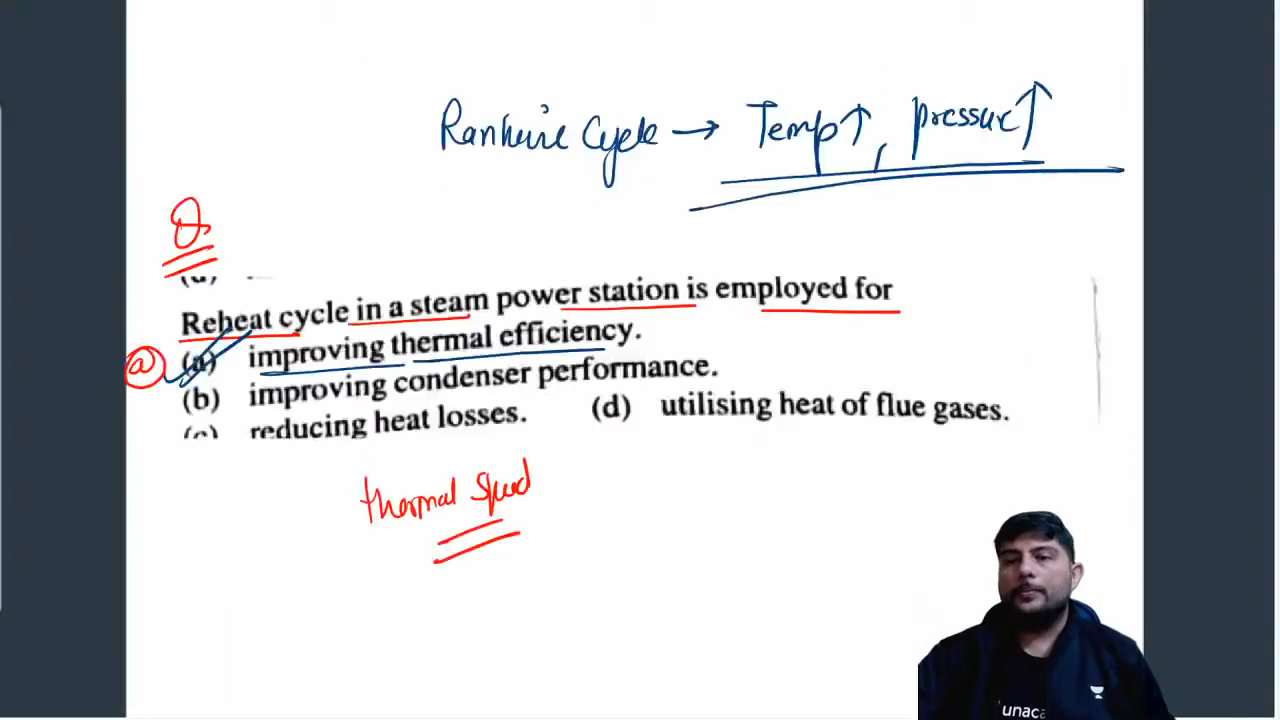 Rankine Cycle → Temp↑, pressure↑
Q
Reheat cycle in a steam power station is employed for
(a) (a) improving thermal efficiency.
(b) improving condenser performance.
(c) reducing heat losses. (d) utilising heat of flue gases.
thermal
unaca